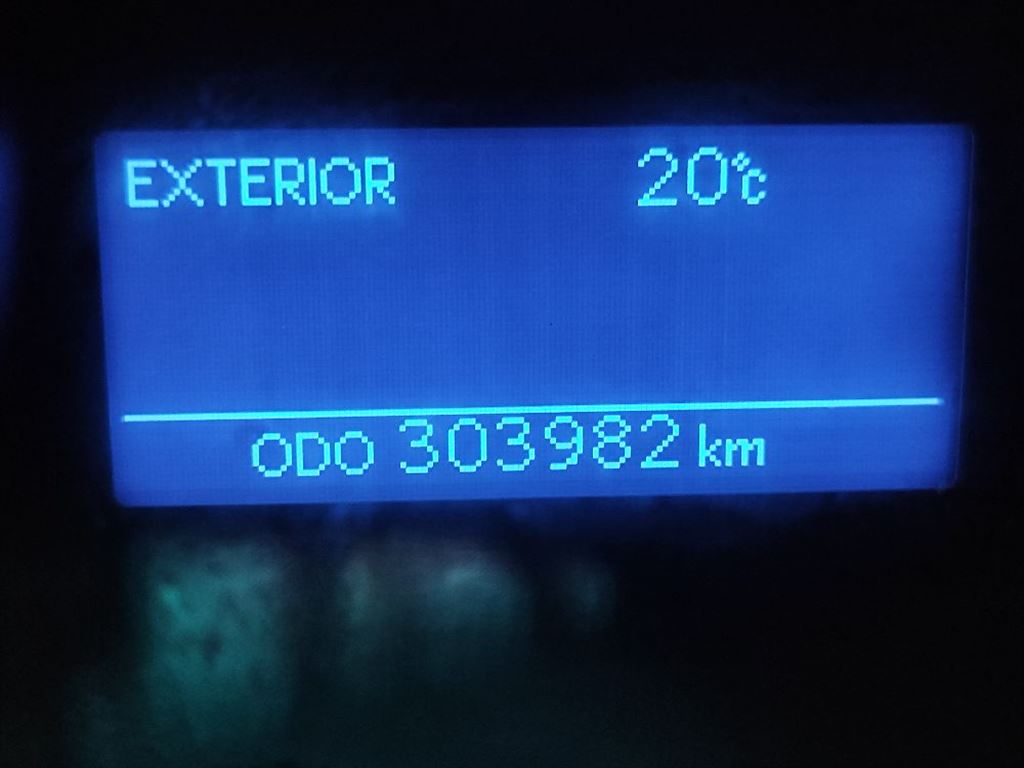 EXTERIOR 20°C
ODO 303982 km